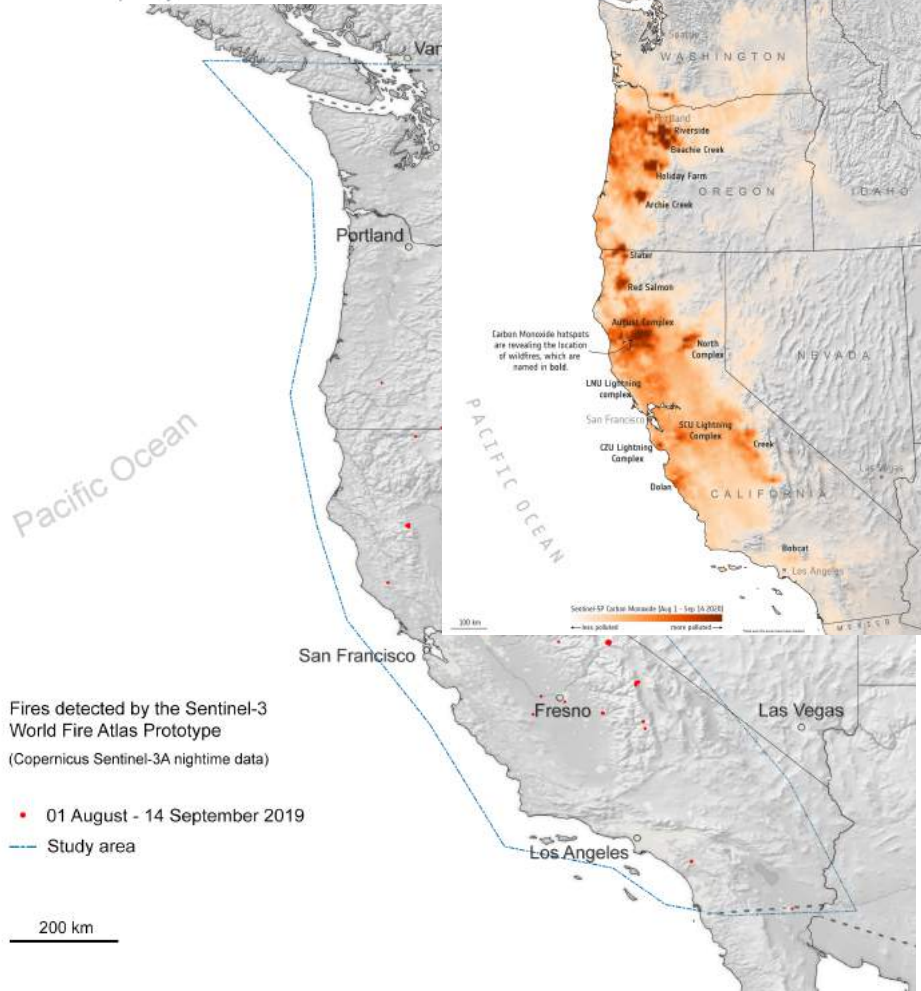 Van
Portland
Pacific Ocean
San Francisco
Fresno
Las Vegas
Los Angeles
Fires detected by the Sentinel-3
World Fire Atlas Prototype
(Copernicus Sentinel-3A nightime data)
01 August - 14 September 2019
Study area
200 km
Seattle
WASHINGTON
Portland
Riverside
Beachie Creek
Holiday Farm
OREGON
IDAHO
Archie Creek
Slater
Red Salmon
August Complex
Carbon Monoxide hotspots
are revealing the location
of wildfires, which are
named in bold.
North
Complex
NEVADA
LNU Lightning
complex
San Francisco
SCU Lightning
Complex
Creek
CZU Lightning
Complex
Las Vegas
Dolan
CALIFORNIA
PACIFIC OCEAN
Bobcat
Los Angeles
Sentinel-5P Carbon Monoxide [Aug 1 - Sep 14 2020]
less polluted
more polluted
100 km
MEXICO